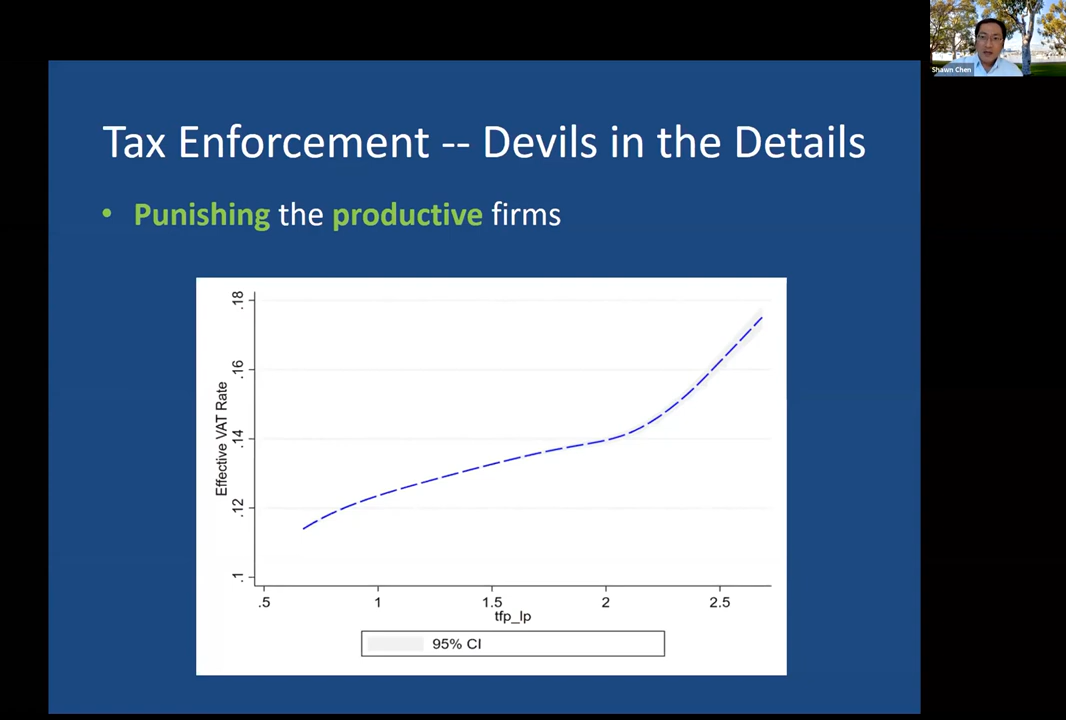 Shawn Chen
Tax Enforcement -- Devils in the Details
• Punishing the productive firms
.18
.16
.14
.12
.1
Effective VAT Rate
.5 1 1.5 2 2.5
tfp_lp
95% CI